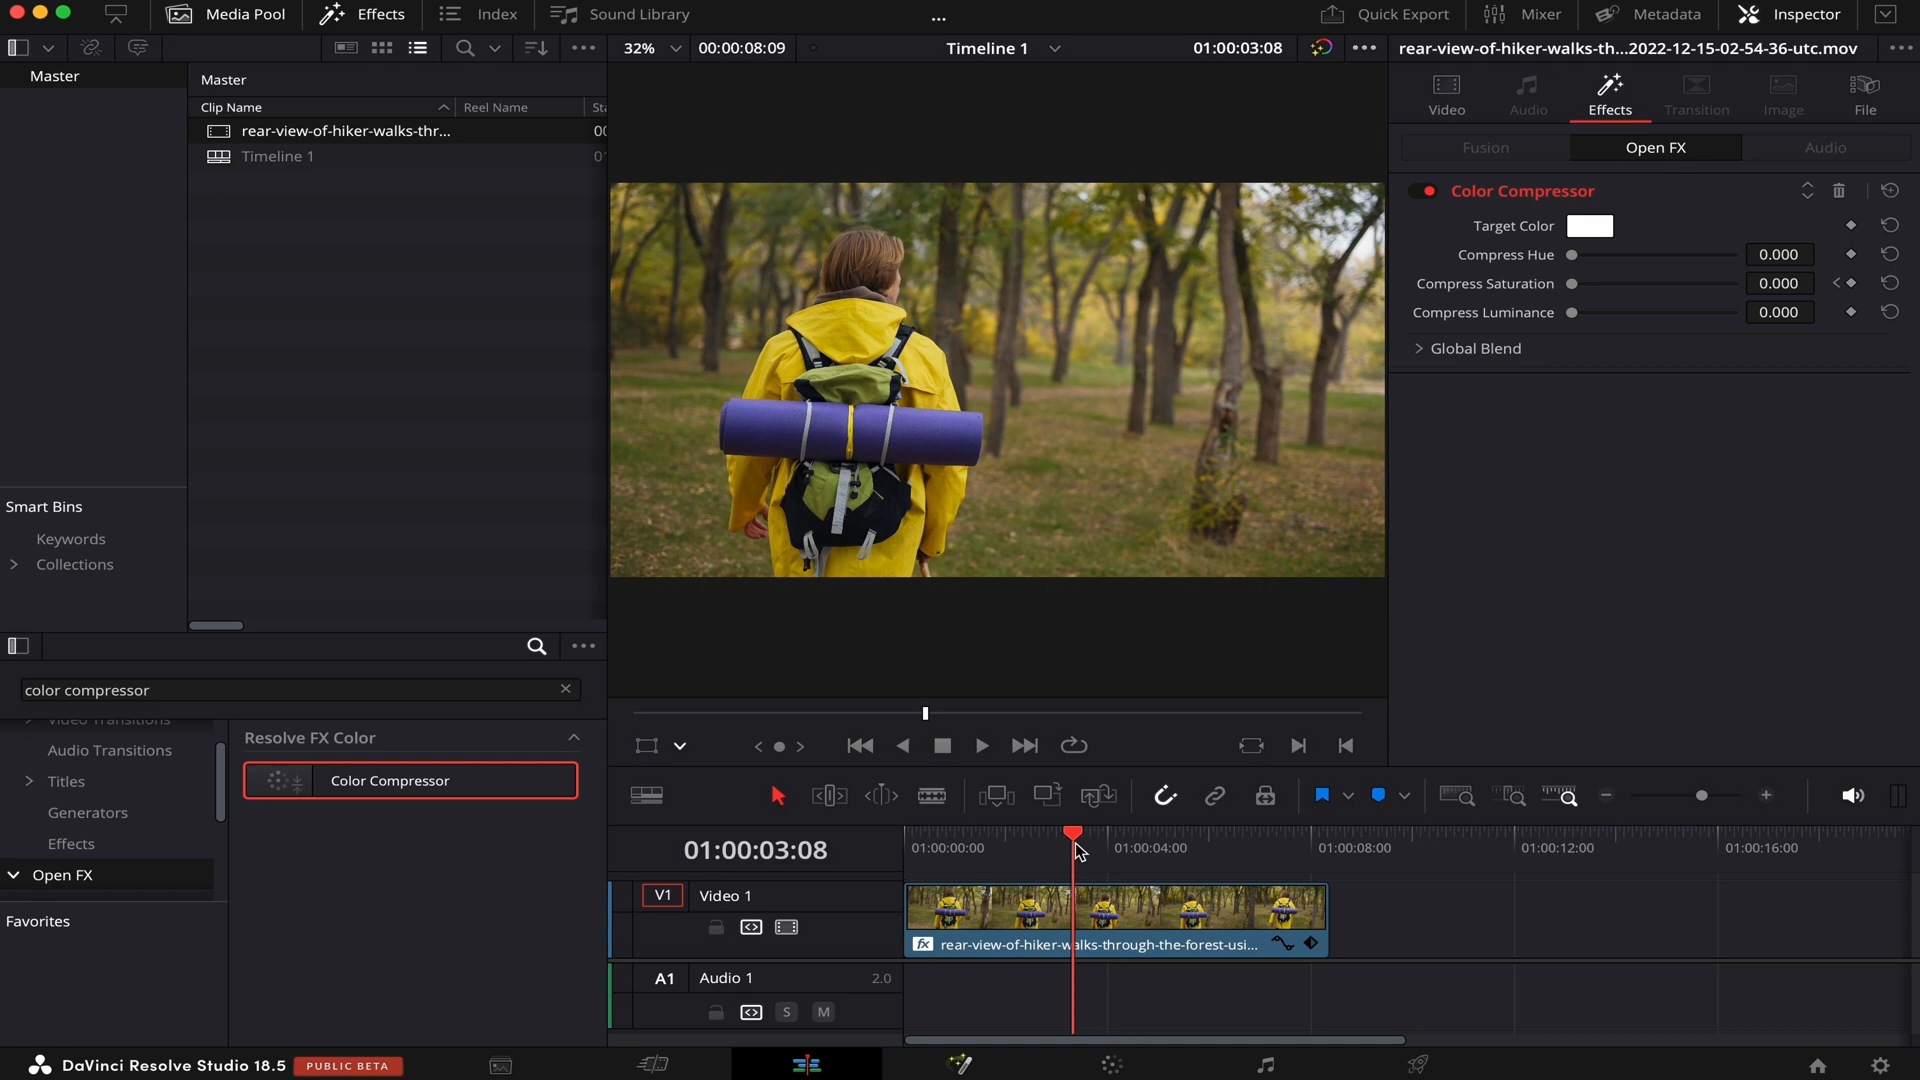 Media Pool
Effects
Index
Sound Library
...
Quick Export
Mixer
Metadata
Inspector
32%
00:00:08:09
Timeline 1
01:00:03:08
rear-view-of-hiker-walks-th...2022-12-15-02-54-36-utc.mov
Master
Master
Clip Name
Reel Name
Sta
rear-view-of-hiker-walks-thr...
00
Timeline 1
01
Video
Audio
Effects
Transition
Image
File
Fusion
Open FX
Audio
Color Compressor
Target Color
Compress Hue
0.000
Compress Saturation
0.000
Compress Luminance
0.000
Global Blend
Smart Bins
Keywords
Collections
color compressor
Video Transitions
Audio Transitions
Titles
Generators
Effects
Open FX
Favorites
Resolve FX Color
Color Compressor
01:00:03:08
01:00:00:00
01:00:04:00
01:00:08:00
01:00:12:00
01:00:16:00
V1
Video 1
fx
rear-view-of-hiker-walks-through-the-forest-usi...
A1
Audio 1
2.0
S
M
DaVinci Resolve Studio 18.5
PUBLIC BETA